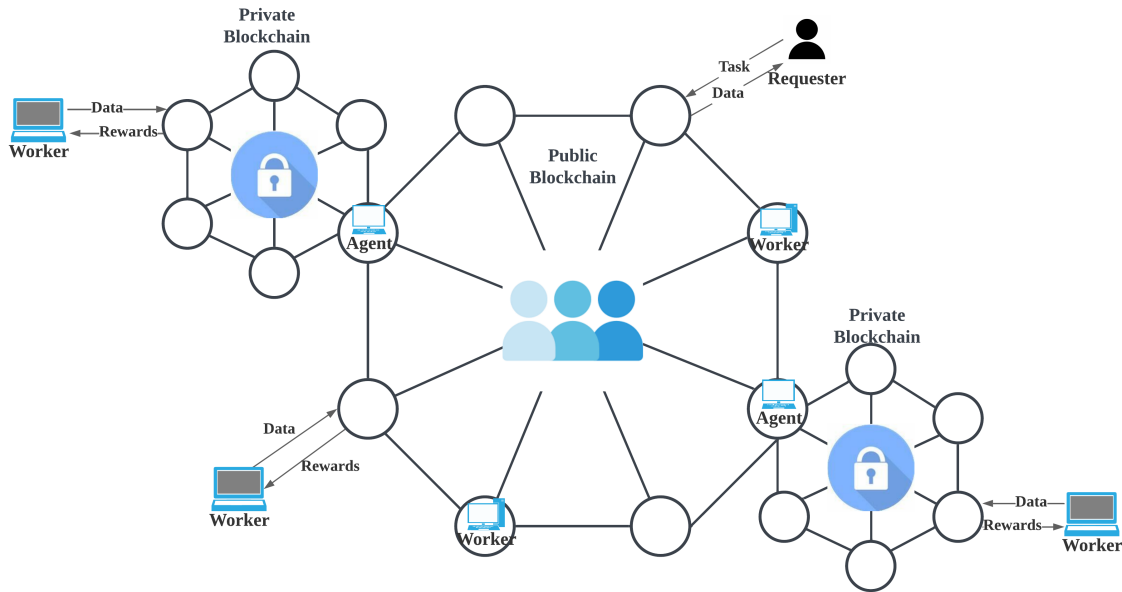 Private
Blockchain
Task
Requester
Data
Data
Rewards
Worker
Public
Blockchain
Agent
Worker
Private
Blockchain
Agent
Data
Rewards
Worker
Worker
Data
Rewards
Worker